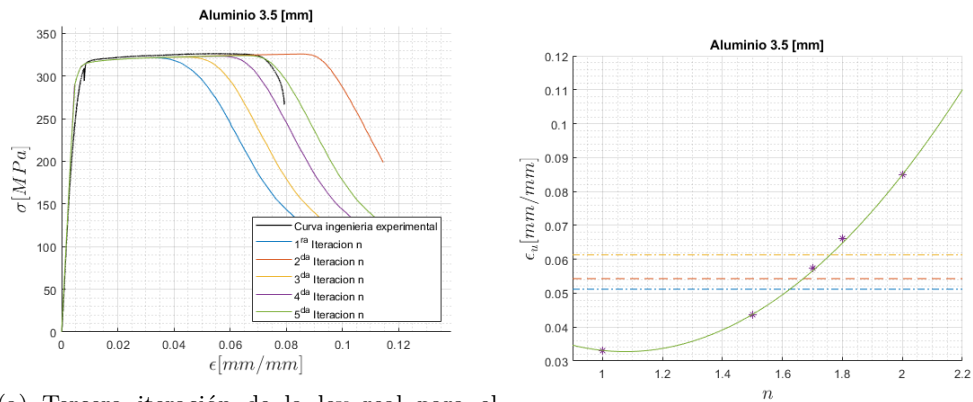 Aluminio 3.5 [mm]
350
300
250
200
150
100
50
0
σ[MPa]
0
0.02
0.04
0.06
0.08
0.1
0.12
ϵ[mm/mm]
Curva ingenieria experimental
1ra Iteracion n
2da Iteracion n
3da Iteracion n
4da Iteracion n
5da Iteracion n
Aluminio 3.5 [mm]
0.12
0.11
0.1
0.09
0.08
0.07
0.06
0.05
0.04
0.03
ϵu[mm/mm]
1
1.2
1.4
1.6
1.8
2
2.2
n
(a) Tercera iteración de la ley real para el